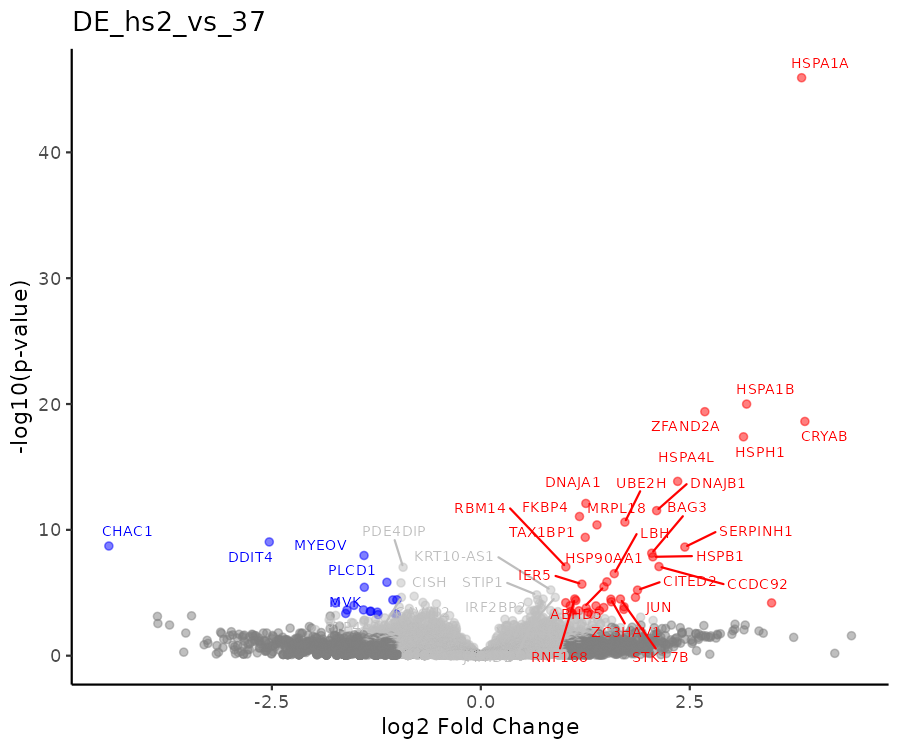 DE_hs2_vs_37
HSPA1A
40
30
HSPA1B
20
ZFAND2A
CRYAB
HSPH1
HSPA4L
DNAJA1
UBE2H
DNAJB1
RBM14
FKBP4
MRPL18
BAG3
10
CHAC1
PDE4DIP
TAX1BP1
LBH
SERPINH1
MYEOV
DDIT4
KRT10-AS1
HSP90AA1
HSPB1
PLCD1
IER5
CISH
STIP1
CITED2
CCDC92
MVK
IRF2BP2
ABHD5
JUN
ZC3HAV1
RNF168
STK17B
0
-2.5
0.0
2.5
log2 Fold Change
-log10(p-value)